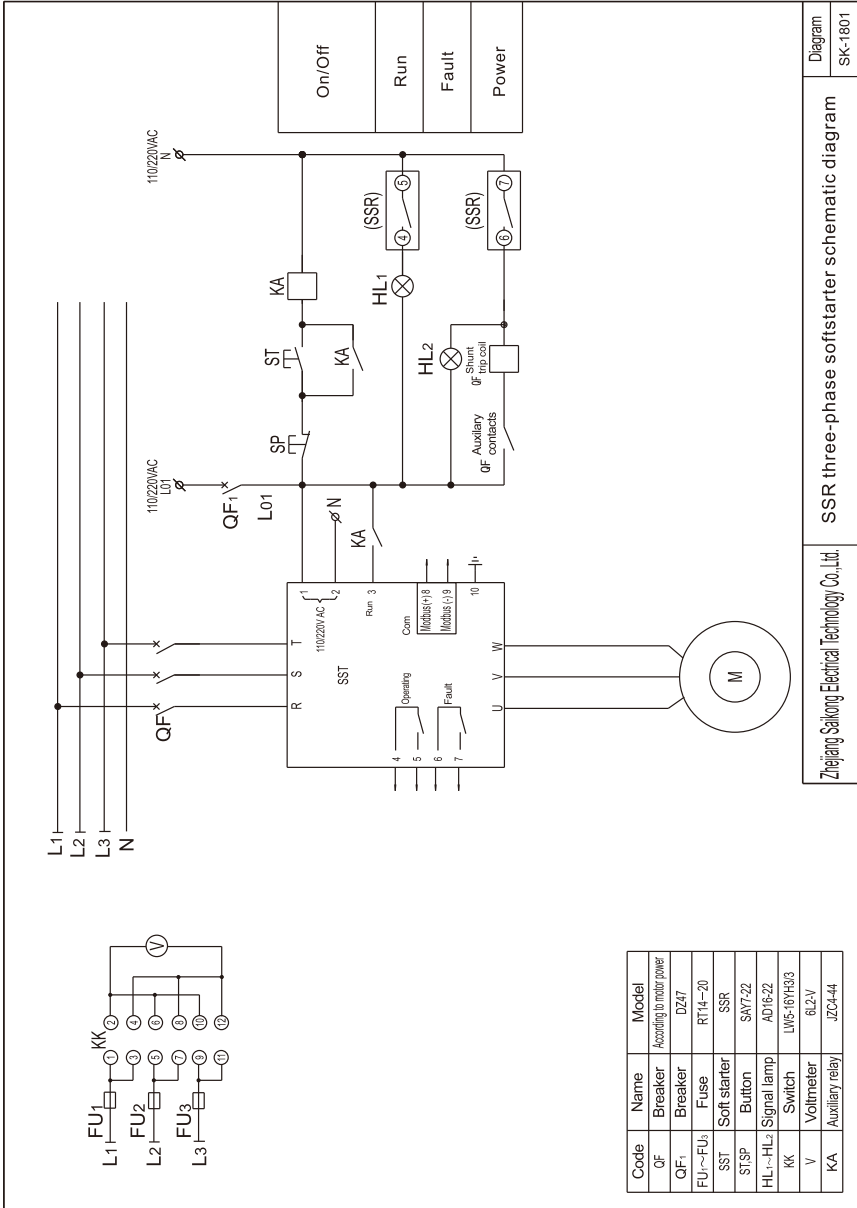 L1
L2
L3
N
QF
R
S
T
SST
1
110/220V AC
2
Run 3
Com
Modbus(+) 8
Modbus (-) 9
10
Operating
4
5
Fault
6
7
U
V
W
M
110/220VAC
L01
QF1
L01
N
KA
SP
ST
KA
KA
110/220VAC
N
HL1
(SSR)
4
5
HL2
QF Shunt
trip coil
QF Auxilary
contacts
(SSR)
6
7
On/Off
Run
Fault
Power
FU1
L1
FU2
L2
FU3
L3
KK
1
2
3
4
5
6
7
8
9
10
11
12
V
Code Name Model
QF Breaker According to motor power
QF1 Breaker DZ47
FU1~FU3 Fuse RT14-20
SST Soft starter SSR
ST,SP Button SAY7-22
HL1~HL2 Signal lamp AD16-22
KK Switch LW5-16YH3/3
V Voltmeter 6L2-V
KA Auxiliary relay JZC4-44
Zhejiang Saikong Electrical Technology Co.,Ltd.
SSR three-phase softstarter schematic diagram
Diagram
SK-1801